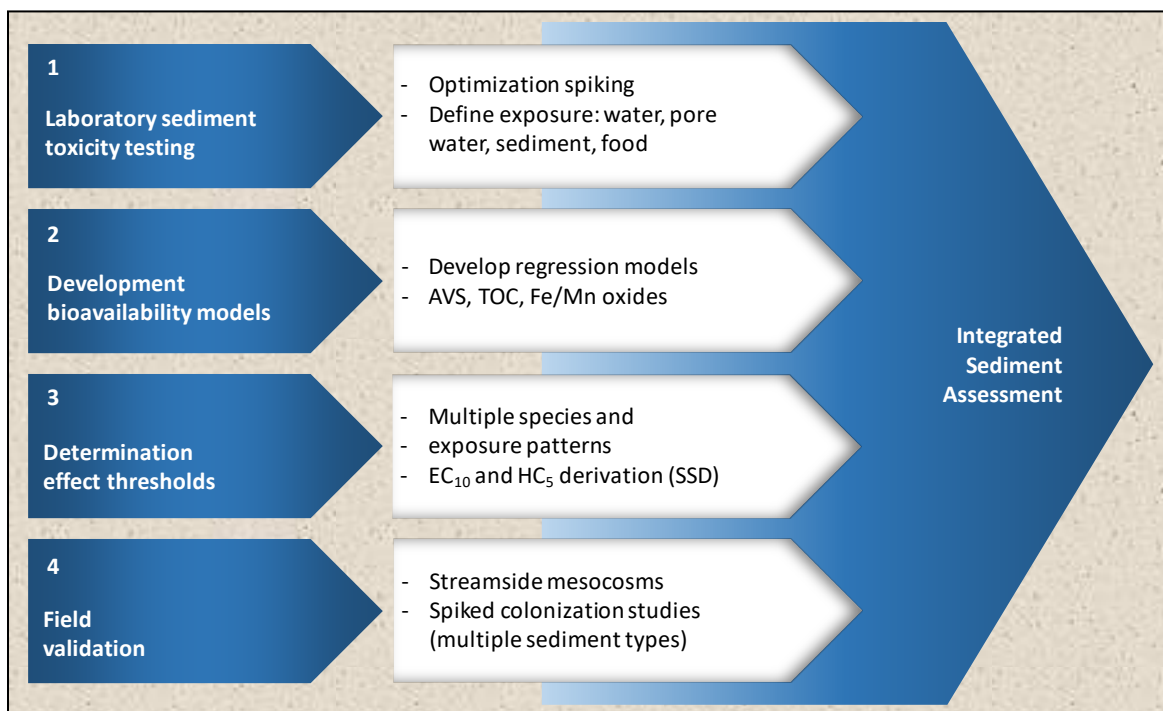 1
Laboratory sediment
toxicity testing
- Optimization spiking
- Define exposure: water, pore
water, sediment, food
2
Development
bioavailability models
- Develop regression models
- AVS, TOC, Fe/Mn oxides
3
Determination
effect thresholds
- Multiple species and
- exposure patterns
- EC₁₀ and HC₅ derivation (SSD)
4
Field
validation
- Streamside mesocosms
- Spiked colonization studies
(multiple sediment types)
Integrated
Sediment
Assessment